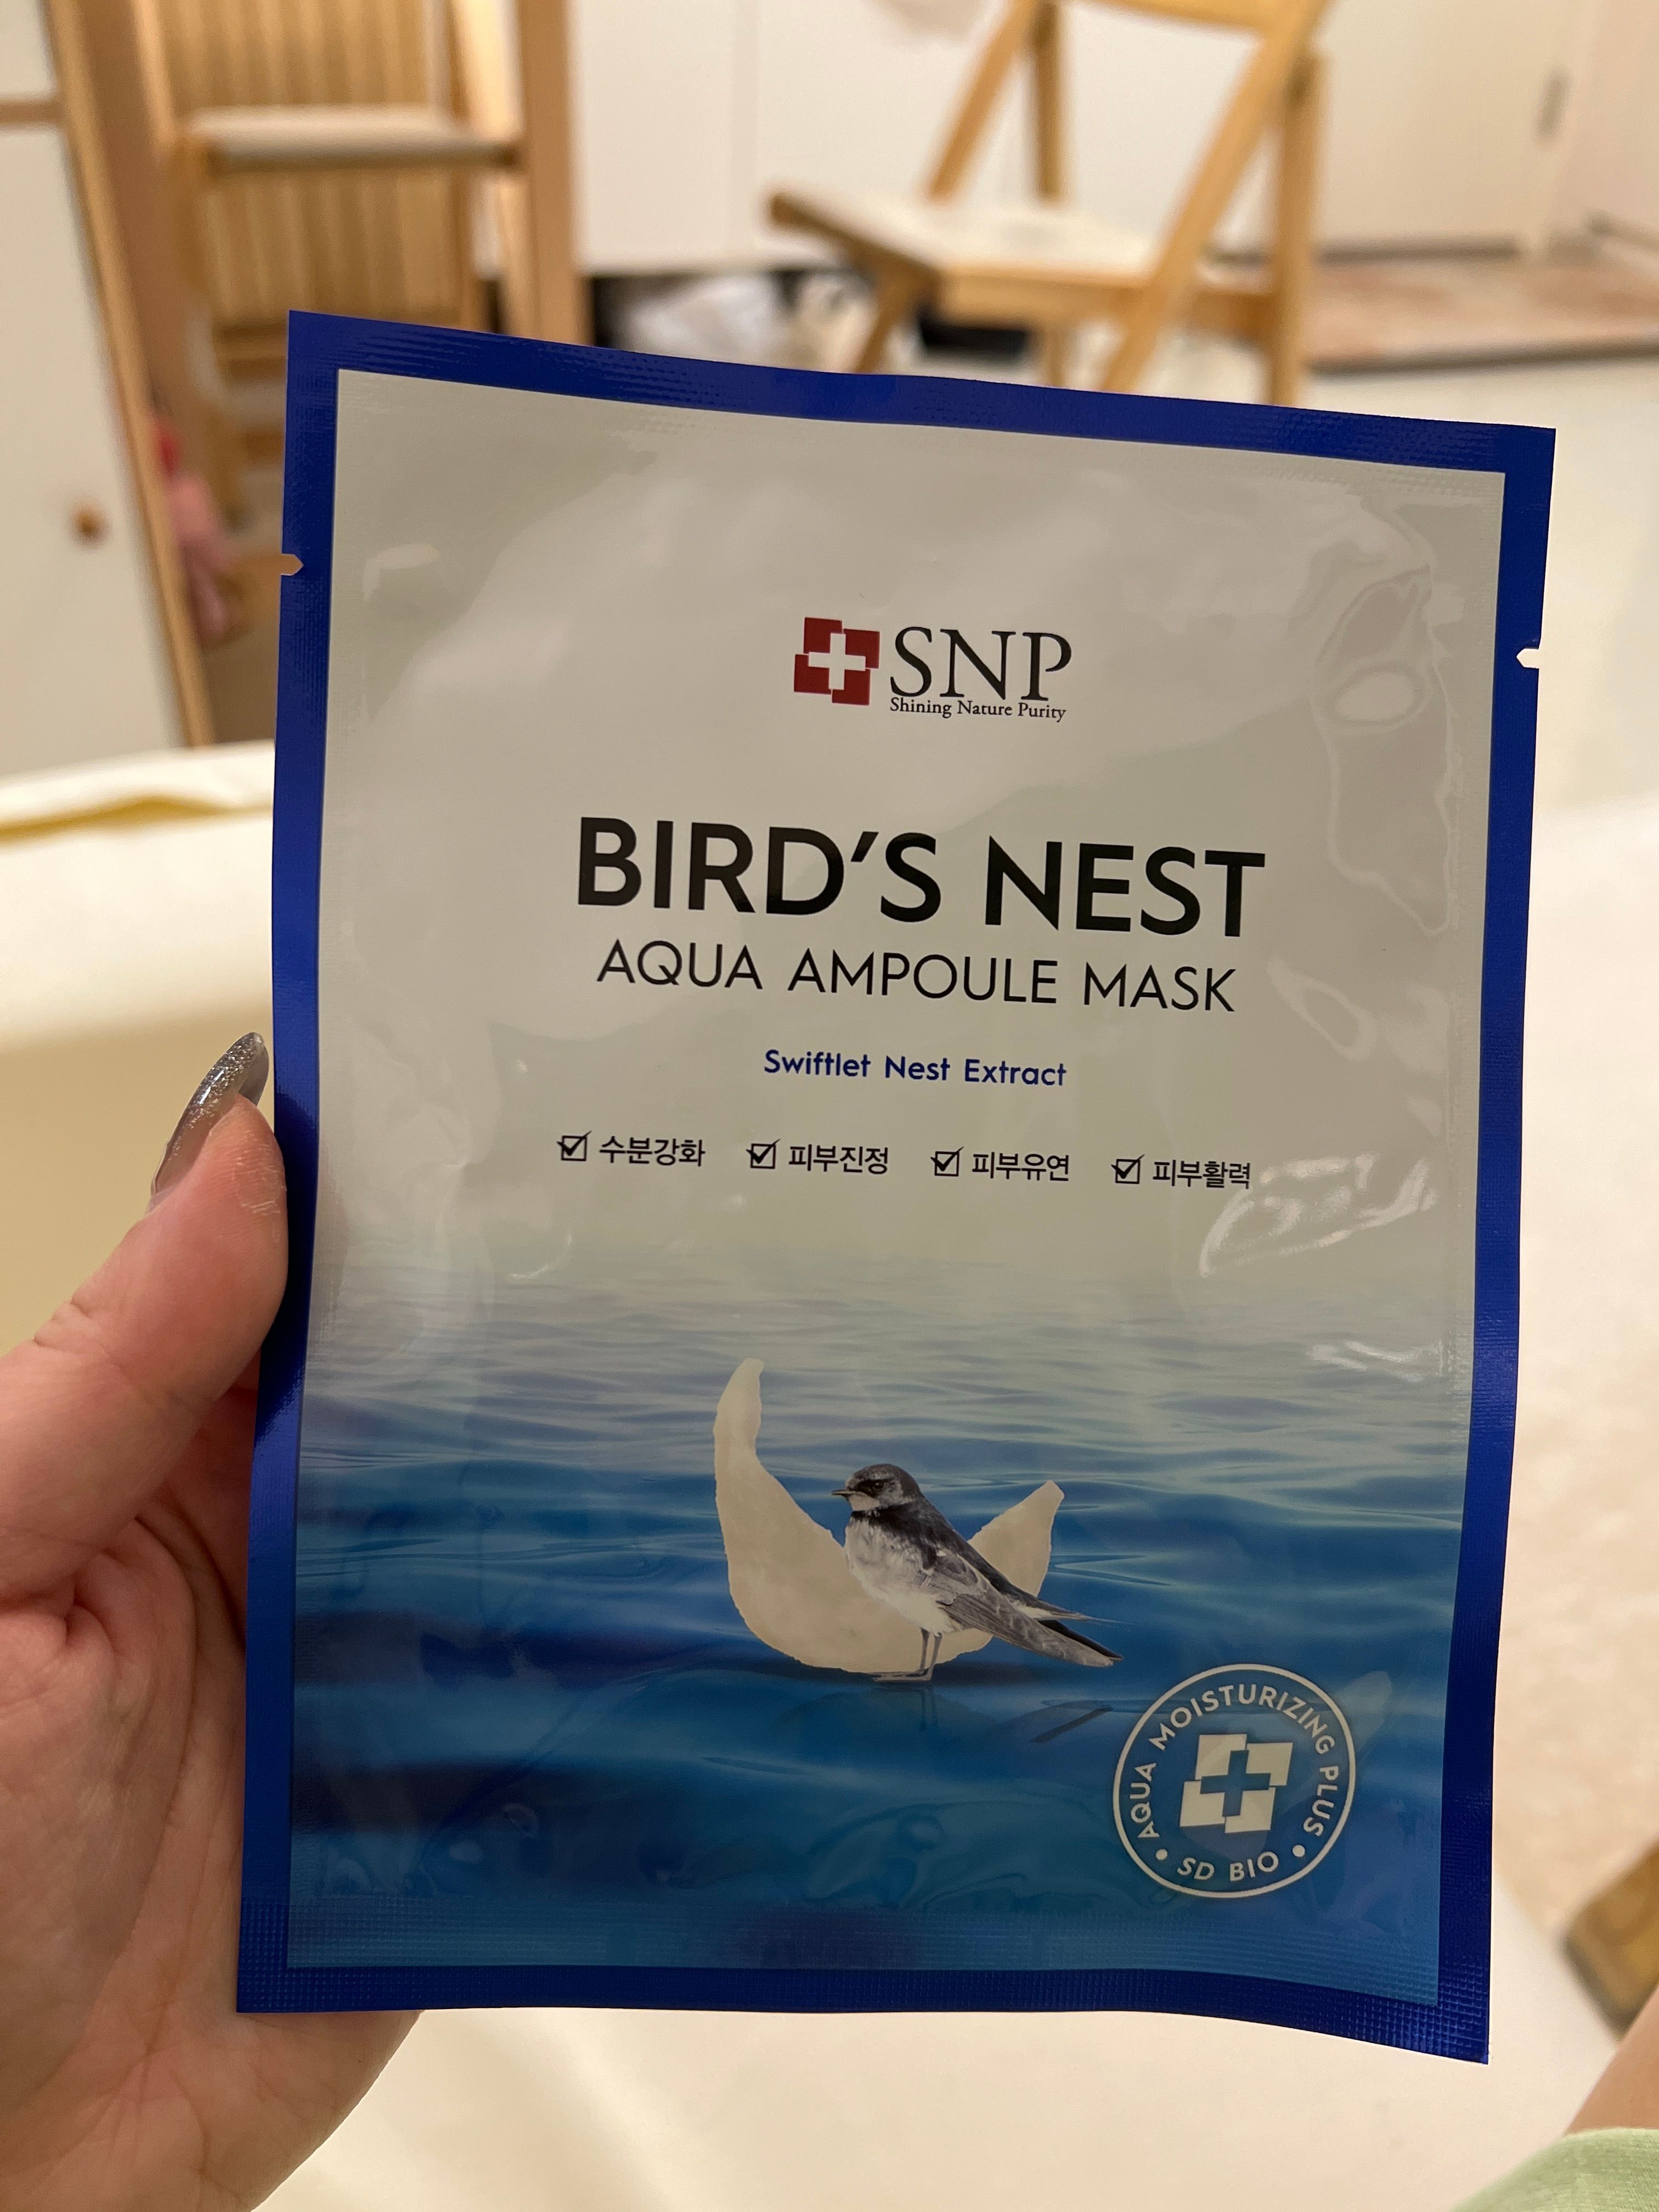 SNP
Shining Nature Purity
BIRD'S NEST
AQUA AMPOULE MASK
Swiftlet Nest Extract
☑ 수분강화 ☑ 피부진정 ☑ 피부유연 ☑ 피부활력
AQUA MOISTURIZING PLUS
• SD BIO •